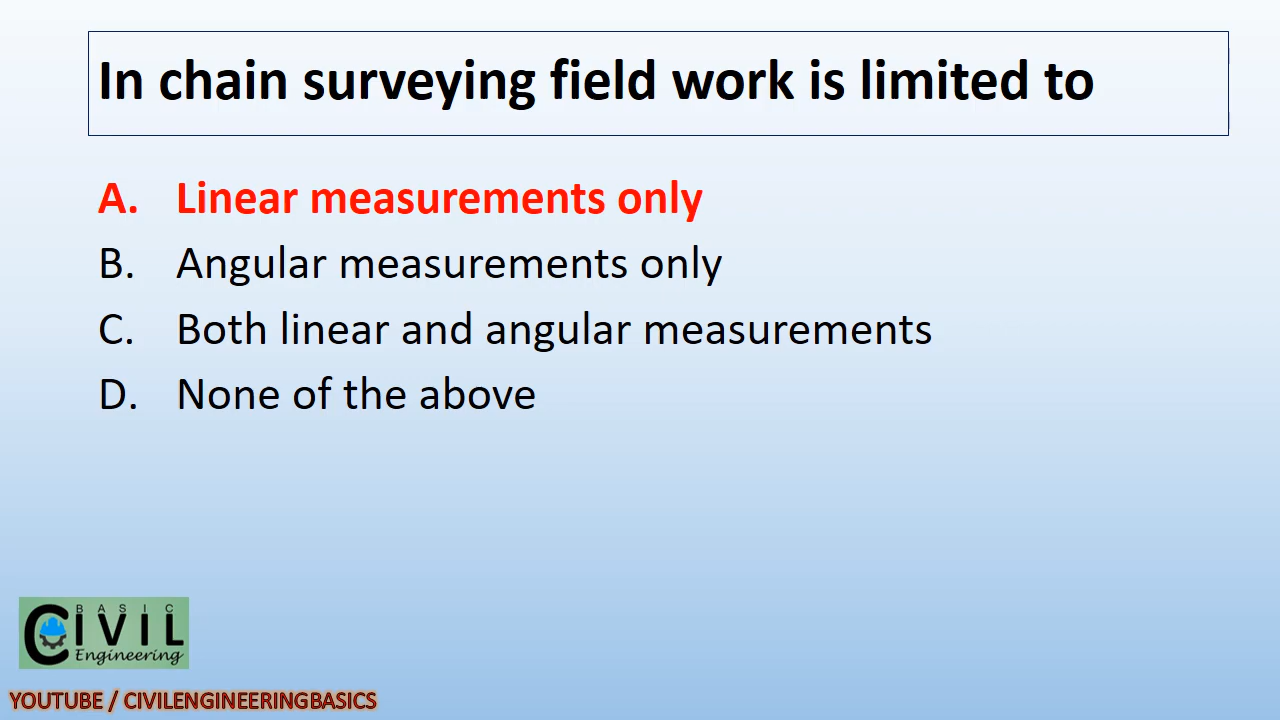 In chain surveying field work is limited to
A. Linear measurements only
B. Angular measurements only
C. Both linear and angular measurements
D. None of the above
BASIC
CIVIL
Engineering
YOUTUBE / CIVILENGINEERINGBASICS